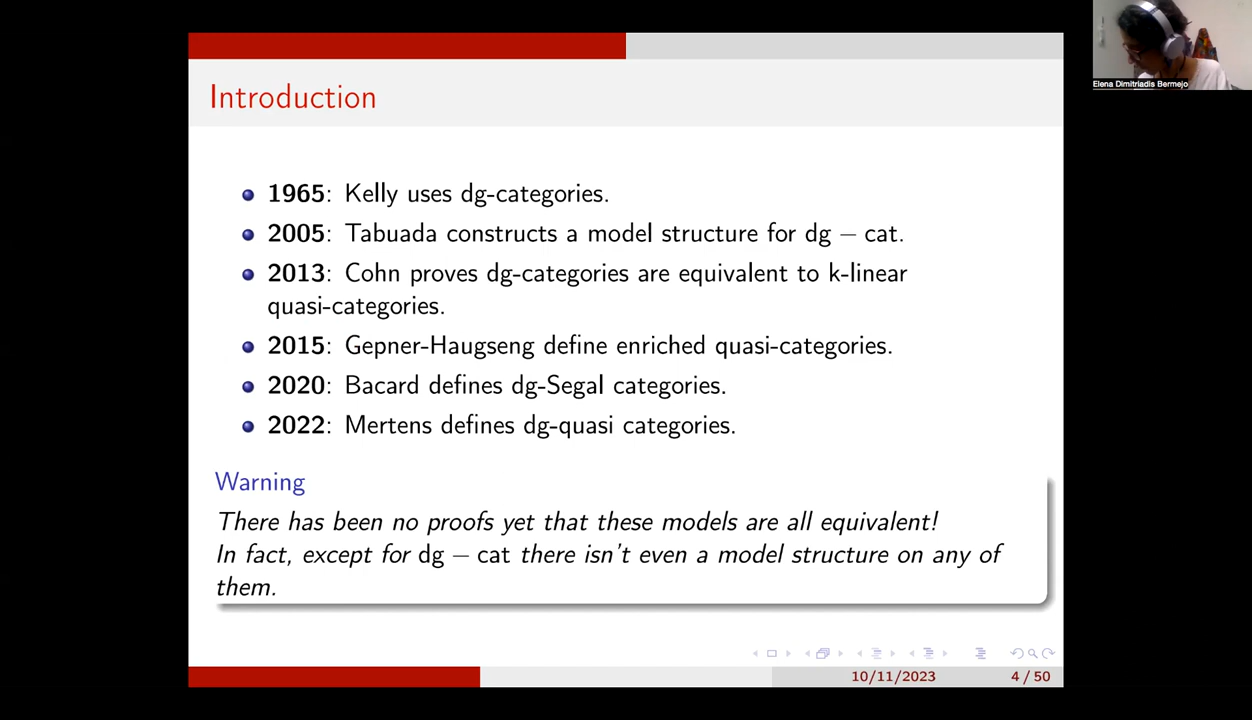 Elena Dimitriadis Bermejo
Introduction
1965: Kelly uses dg-categories.
2005: Tabuada constructs a model structure for dg − cat.
2013: Cohn proves dg-categories are equivalent to k-linear
quasi-categories.
2015: Gepner-Haugseng define enriched quasi-categories.
2020: Bacard defines dg-Segal categories.
2022: Mertens defines dg-quasi categories.
Warning
There has been no proofs yet that these models are all equivalent!
In fact, except for dg − cat there isn't even a model structure on any of
them.
10/11/2023 4 / 50